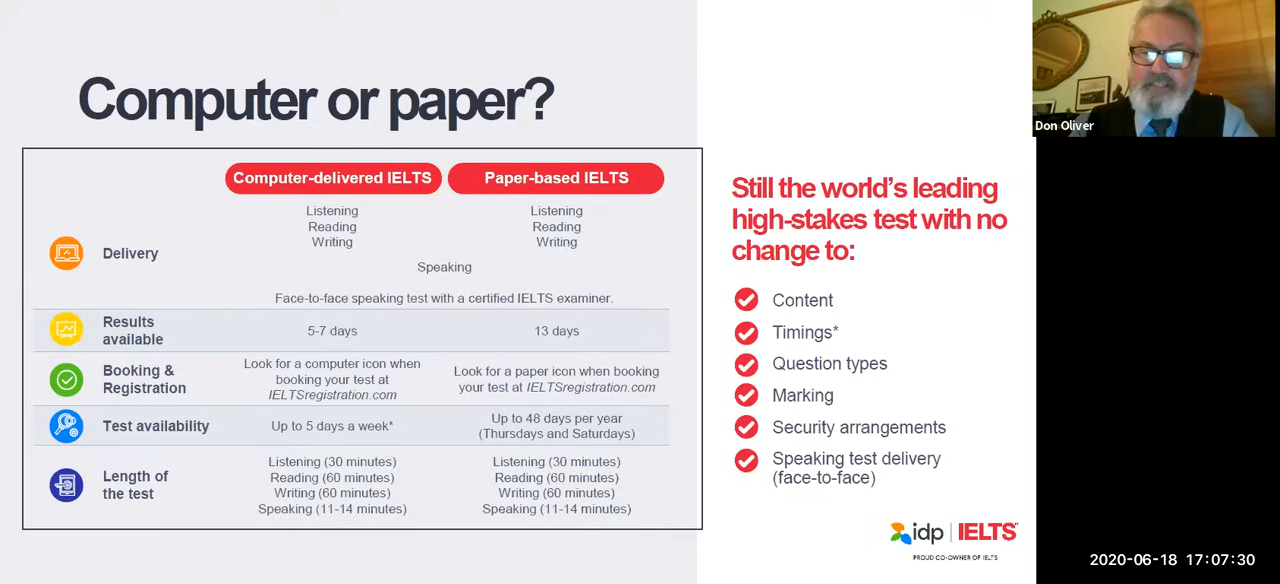 Computer or paper?
Computer-delivered IELTS
Paper-based IELTS
Delivery
Listening
Reading
Writing
Listening
Reading
Writing
Speaking
Face-to-face speaking test with a certified IELTS examiner.
Results
available
5-7 days
13 days
Booking &
Registration
Look for a computer icon when
booking your test at
IELTSregistration.com
Look for a paper icon when booking
your test at IELTSregistration.com
Test availability
Up to 5 days a week*
Up to 48 days per year
(Thursdays and Saturdays)
Length of
the test
Listening (30 minutes)
Reading (60 minutes)
Writing (60 minutes)
Speaking (11-14 minutes)
Listening (30 minutes)
Reading (60 minutes)
Writing (60 minutes)
Speaking (11-14 minutes)
Still the world's leading
high-stakes test with no
change to:
Content
Timings*
Question types
Marking
Security arrangements
Speaking test delivery
(face-to-face)
idp | IELTS™
PROUD CO-OWNER OF IELTS
Don Oliver
2020-06-18 17:07:30